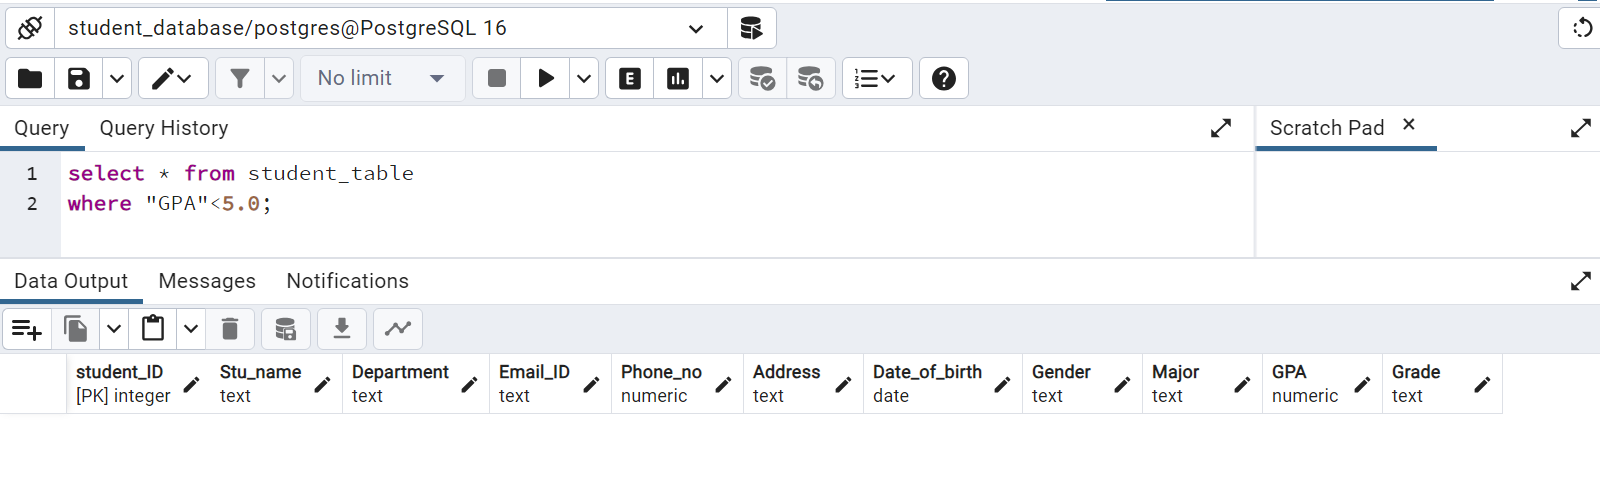 student_database/postgres@PostgreSQL 16
No limit
E
Query Query History
Scratch Pad
1 select * from student_table
2 where "GPA"<5.0;
Data Output Messages Notifications
student_ID Stu_name Department Email_ID Phone_no Address Date_of_birth Gender Major GPA Grade
[PK] integer text text text numeric text date text text numeric text